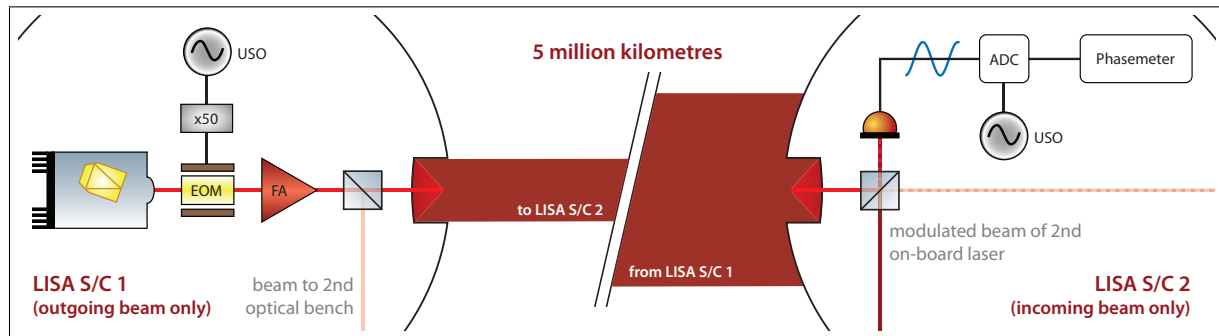 USO
x50
EOM
FA
LISA S/C 1
(outgoing beam only)
beam to 2nd
optical bench
5 million kilometres
to LISA S/C 2
from LISA S/C 1
ADC
Phasemeter
USO
modulated beam of 2nd
on-board laser
LISA S/C 2
(incoming beam only)